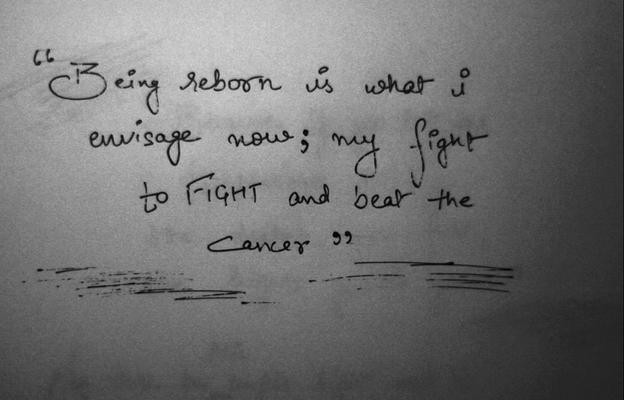 “Being reborn is what i
envisage now; my fight
to FIGHT and beat the
Cancer”